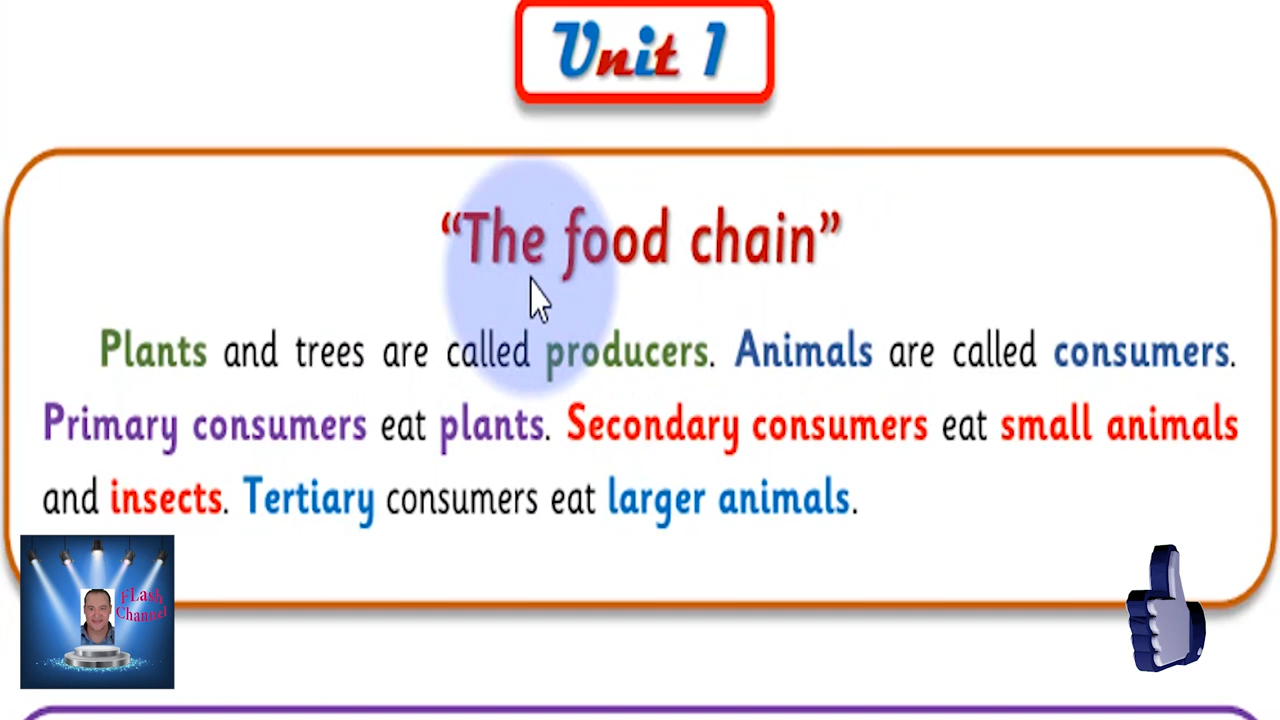 Unit 1
“The food chain”
Plants and trees are called producers. Animals are called consumers.
Primary consumers eat plants. Secondary consumers eat small animals
and insects. Tertiary consumers eat larger animals.
FLash
Channel